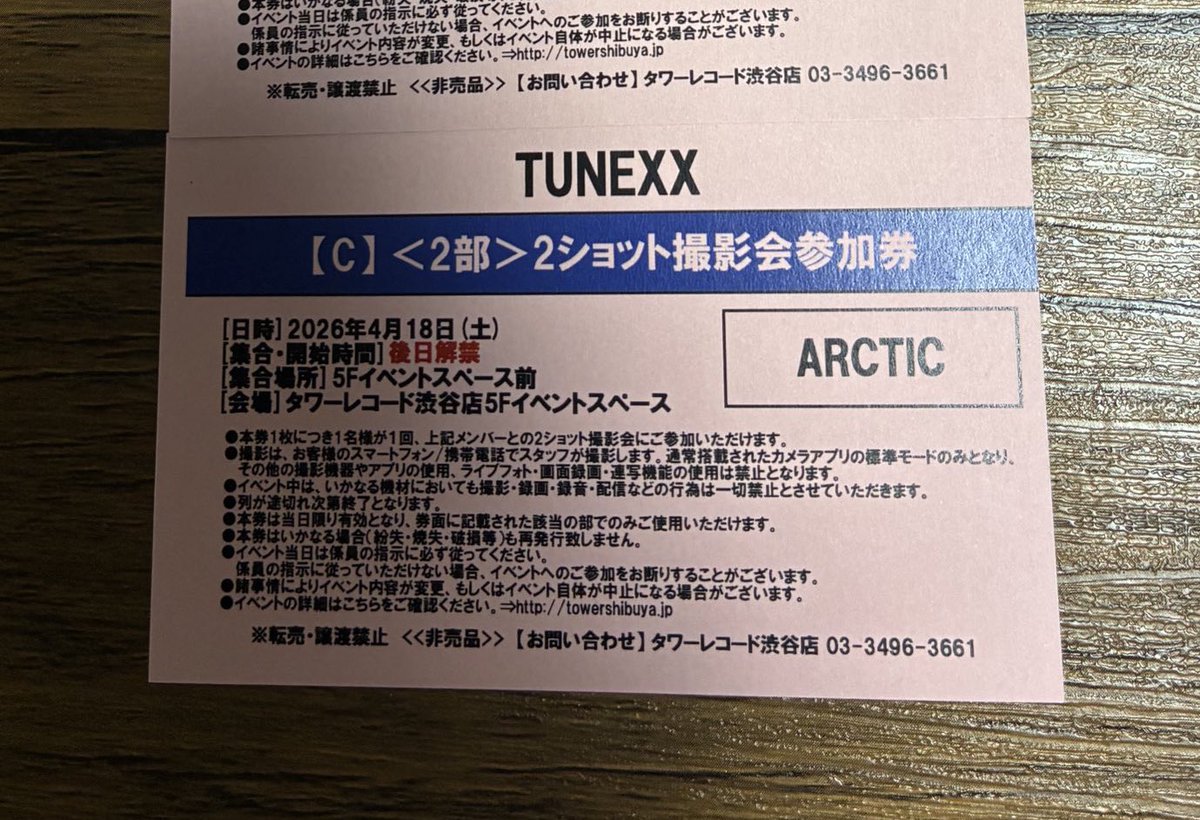 ●イベント当日は係員の指示に必ず従ってください。
係員の指示に従っていただけない場合、イベントへのご参加をお断りすることがございます。
●諸事情によりイベント内容が変更、もしくはイベント自体が中止になる場合がございます。
●イベントの詳細はこちらをご確認ください。⇒http://towershibuya.jp
※転売・譲渡禁止 <<非売品>> 【お問い合わせ】タワーレコード渋谷店 03-3496-3661
TUNEXX
【C】<2部>2ショット撮影会参加券
[日時] 2026年4月18日(土)
[集合・開始時間] 後日解禁
[集合場所] 5Fイベントスペース前
[会場] タワーレコード渋谷店5Fイベントスペース
ARCTIC
●本券1枚につき1名様が1回、上記メンバーとの2ショット撮影会にご参加いただけます。
●撮影は、お客様のスマートフォン/携帯電話でスタッフが撮影します。通常搭載されたカメラアプリの標準モードのみとなり、
その他の撮影機器やアプリの使用、ライブフォト・画面録画・連写機能の使用は禁止となります。
●イベント中は、いかなる機材においても撮影・録画・録音・配信などの行為は一切禁止とさせていただきます。
●列が途切れ次第終了となります。
●本券は当日限り有効となり、券面に記載された該当の部でのみご使用いただけます。
●本券はいかなる場合(紛失・焼失・破損等)も再発行致しません。
●イベント当日は係員の指示に必ず従ってください。
係員の指示に従っていただけない場合、イベントへのご参加をお断りすることがございます。
●諸事情によりイベント内容が変更、もしくはイベント自体が中止になる場合がございます。
●イベントの詳細はこちらをご確認ください。⇒http://towershibuya.jp
※転売・譲渡禁止 <<非売品>> 【お問い合わせ】タワーレコード渋谷店 03-3496-3661